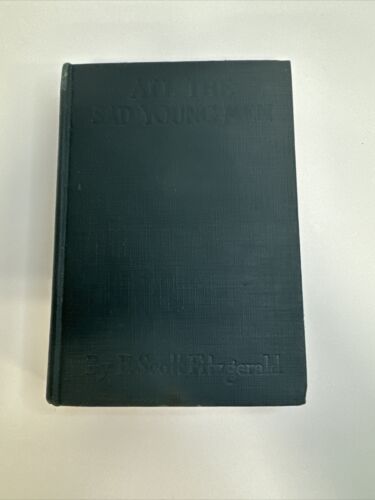 ALL THE
SAD YOUNG MEN
By F. Scott Fitzgerald